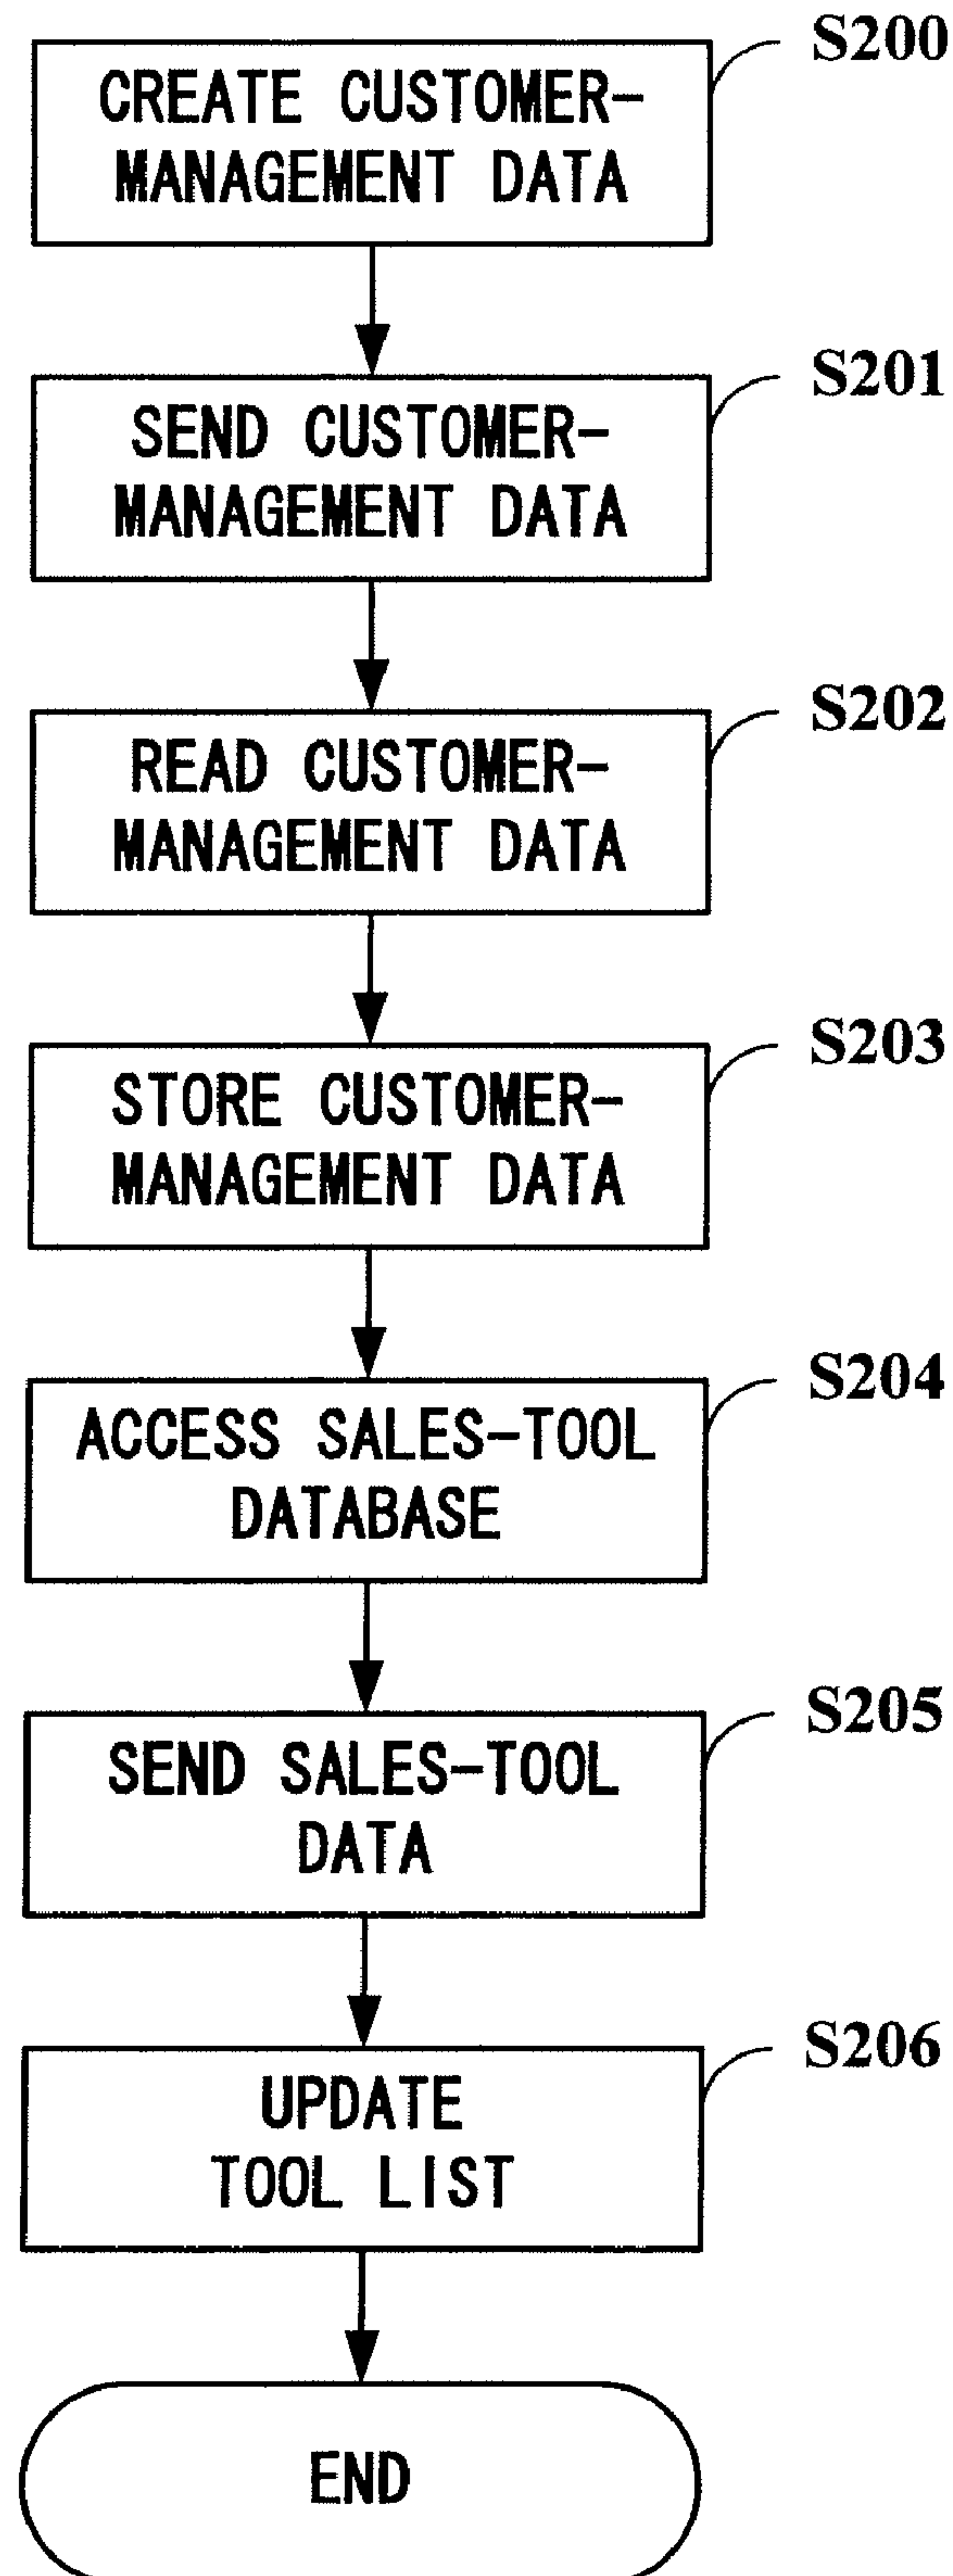 S200
CREATE CUSTOMER-
MANAGEMENT DATA
S201
SEND CUSTOMER-
MANAGEMENT DATA
S202
READ CUSTOMER-
MANAGEMENT DATA
S203
STORE CUSTOMER-
MANAGEMENT DATA
S204
ACCESS SALES-TOOL
DATABASE
S205
SEND SALES-TOOL
DATA
S206
UPDATE
TOOL LIST
END